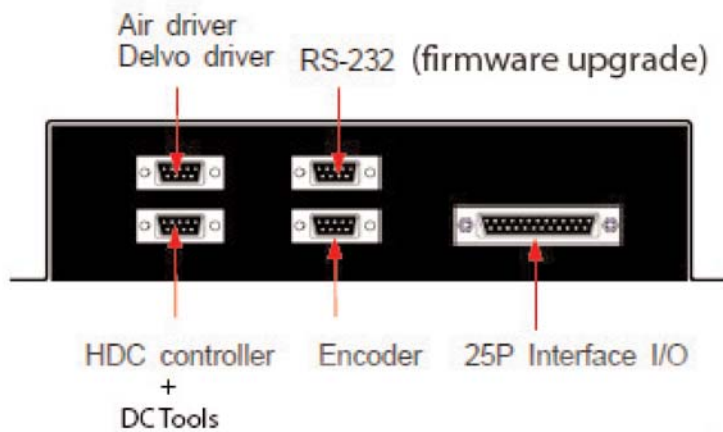 Air driver
Delvo driver RS-232 (firmware upgrade)
HDC controller Encoder 25P Interface I/O
+
DC Tools